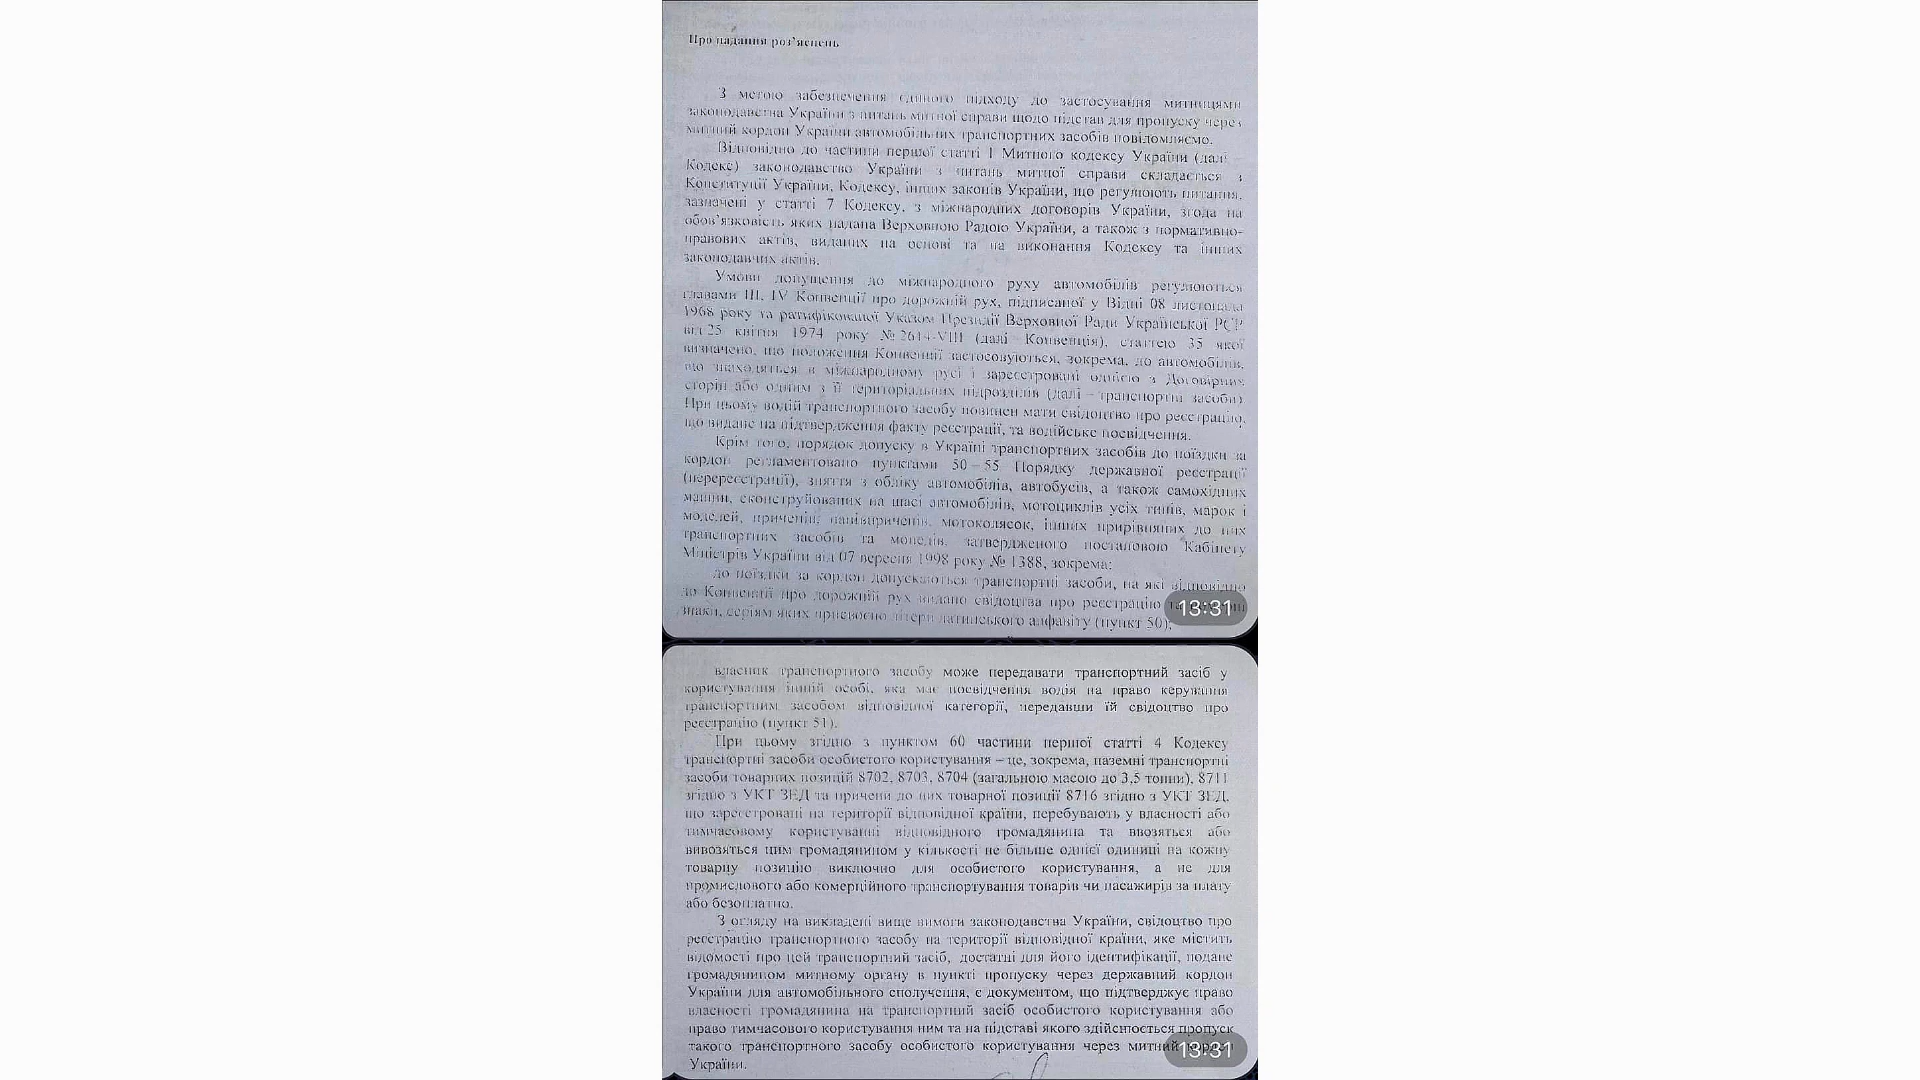 Про надання роз’яснень
З метою забезпечення єдиного підходу до застосування митницями
законодавства України з питань митної справи щодо підстав для пропуску через
митний кордон України автомобільних транспортних засобів повідомляємо.
Відповідно до частини першої статті 1 Митного кодексу України (далі –
Кодекс) законодавство України з питань митної справи складається з
Конституції України, Кодексу, інших законів України, що регулюють питання,
зазначені у статті 7 Кодексу, з міжнародних договорів України, згода на
обов’язковість яких надана Верховною Радою України, а також з нормативно-
правових актів, виданих на основі та на виконання Кодексу та інших
законодавчих актів.
Умови допущення до міжнародного руху автомобілів регулюються
главами III, IV Конвенції про дорожній рух, підписаної у Відні 08 листопада
1968 року та ратифікованої Указом Президії Верховної Ради Української РСР
від 25 квітня 1974 року № 2614-VIII (далі – Конвенція), статтею 35 якої
визначено, що положення Конвенції застосовуються, зокрема, до автомобілів,
що знаходяться в міжнародному русі і зареєстровані однією з Договірних
сторін або одним з її територіальних підрозділів (далі – транспортні засоби).
При цьому водій транспортного засобу повинен мати свідоцтво про реєстрацію,
що видане на підтвердження факту реєстрації, та водійське посвідчення.
Крім того, порядок допуску в Україні транспортних засобів до поїздки за
кордон регламентовано пунктами 50 – 55 Порядку державної реєстрації
(перереєстрації), зняття з обліку автомобілів, автобусів, а також самохідних
машин, сконструйованих на шасі автомобілів, мотоциклів усіх типів, марок і
моделей, причепів, напівпричепів, мотоколясок, інших прирівняних до них
транспортних засобів та мопедів, затвердженого постановою Кабінету
Міністрів України від 07 вересня 1998 року № 1388, зокрема:
до поїздки за кордон допускаються транспортні засоби, на які відповідно
до Конвенції про дорожній рух видано свідоцтва про реєстрацію та
знаки, серіям яких присвоєно літери латинського алфавіту (пункт 50);
13:31
власник транспортного засобу може передавати транспортний засіб у
користування іншій особі, яка має посвідчення водія на право керування
транспортним засобом відповідної категорії, передавши їй свідоцтво про
реєстрацію (пункт 51).
При цьому згідно з пунктом 60 частини першої статті 4 Кодексу
транспортні засоби особистого користування – це, зокрема, наземні транспортні
засоби товарних позицій 8702, 8703, 8704 (загальною масою до 3,5 тонни), 8711
згідно з УКТ ЗЕД та причепи до них товарної позиції 8716 згідно з УКТ ЗЕД,
що зареєстровані на території відповідної країни, перебувають у власності або
тимчасовому користуванні відповідного громадянина та ввозяться або
вивозяться цим громадянином у кількості не більше однієї одиниці на кожну
товарну позицію виключно для особистого користування, а не для
промислового або комерційного транспортування товарів чи пасажирів за плату
або безоплатно.
З огляду на викладені вище вимоги законодавства України, свідоцтво про
реєстрацію транспортного засобу на території відповідної країни, яке містить
відомості про цей транспортний засіб, достатні для його ідентифікації, подане
громадянином митному органу в пункті пропуску через державний кордон
України для автомобільного сполучення, є документом, що підтверджує право
власності громадянина на транспортний засіб особистого користування або
право тимчасового користування ним та на підставі якого здійснюється пропуск
такого транспортного засобу особистого користування через митний кордон
України.
13:31